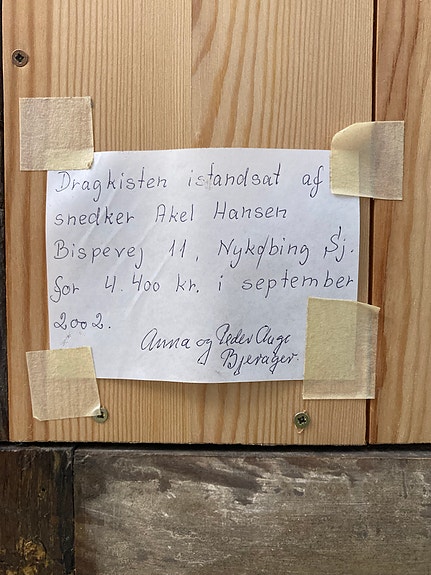 Dragkisten istandsat af
snedker Akel Hansen
Bispevej 11, Nykøbing Sj.
for 4.400 kr. i september
2002.
Anna og Peder Aage
Bjerager